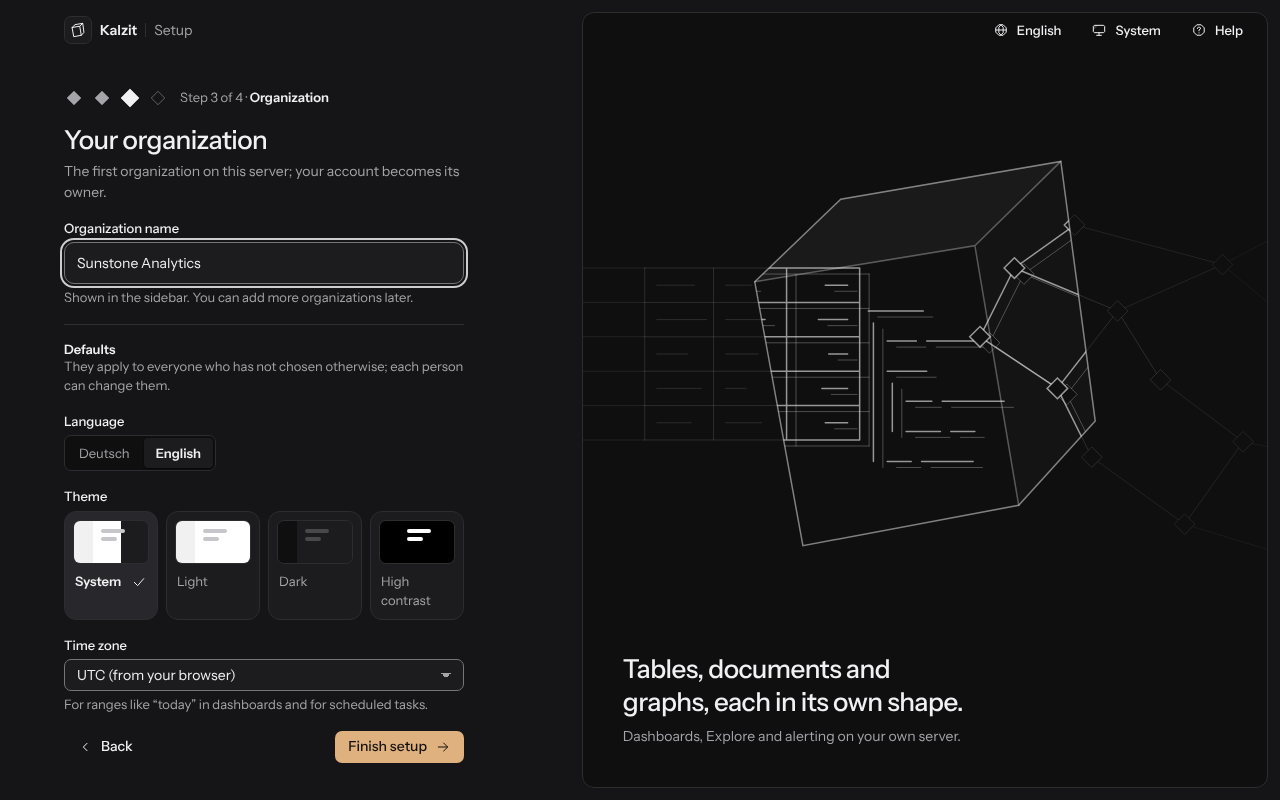 Kalzit Setup
English System Help
Step 3 of 4 · Organization
Your organization
The first organization on this server; your account becomes its
owner.
Organization name
Sunstone Analytics
Shown in the sidebar. You can add more organizations later.
Defaults
They apply to everyone who has not chosen otherwise; each person
can change them.
Language
Deutsch English
Theme
System Light Dark High
contrast
Time zone
UTC (from your browser)
For ranges like “today” in dashboards and for scheduled tasks.
Back Finish setup
Tables, documents and
graphs, each in its own shape.
Dashboards, Explore and alerting on your own server.